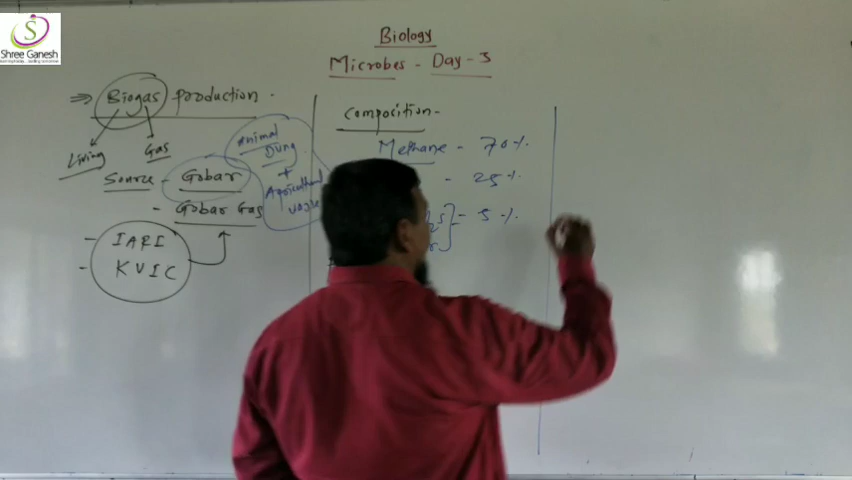 S
Shree Ganesh
Biology
Microbes - Day - 3
⇒ Biogas production -
Living
Gas
Source - Gobar
- Gobar Gas
Animal
Dung
+
Agricultural
- IARI
- KVIC
Composition -
Methane - 70%
- 25%
- 5%